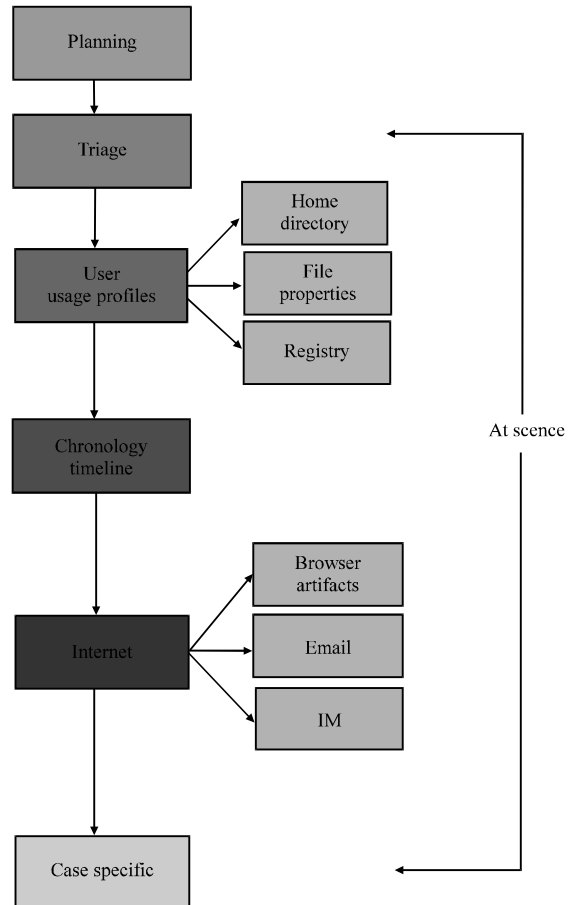 Planning
Triage
Home
directory
User
usage profiles
File
properties
Registry
Chronology
timeline
At scence
Browser
artifacts
Internet
Email
IM
Case specific